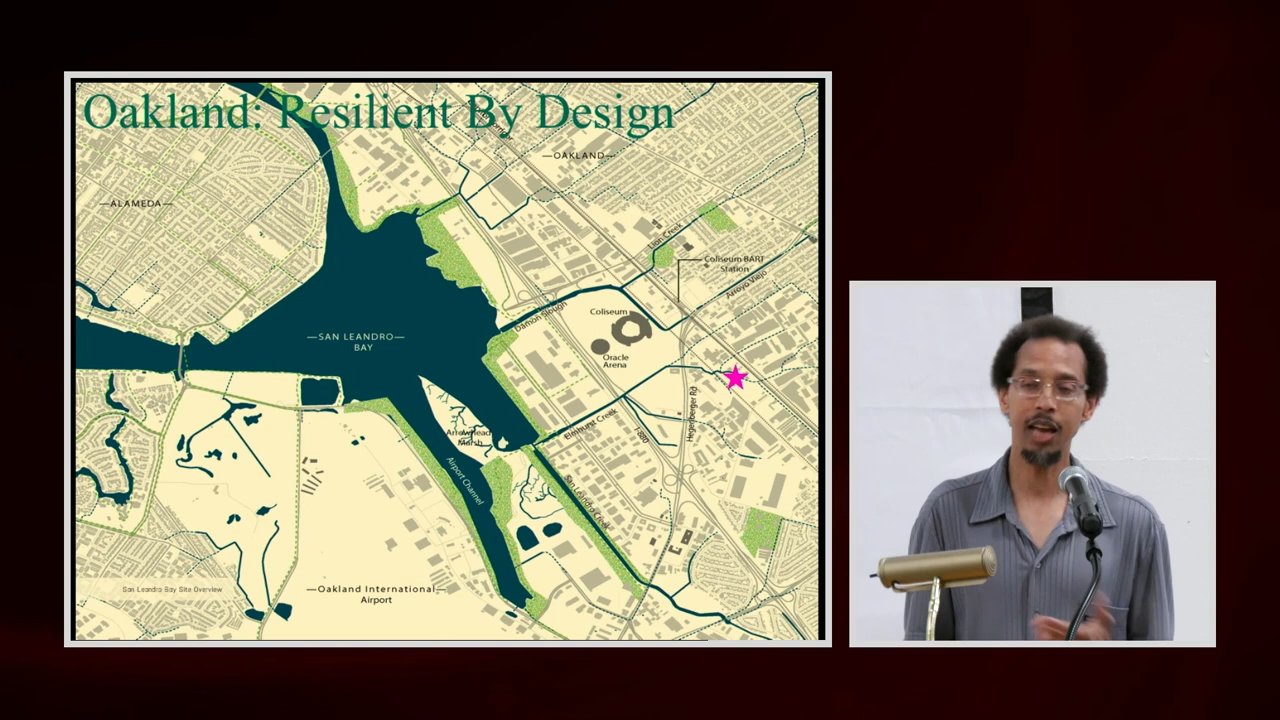 Oakland: Resilient By Design
—OAKLAND—
—ALAMEDA—
Lion Creek
Coliseum BART
Station
Arroyo Viejo
Damon Slough
Coliseum
Oracle
Arena
—SAN LEANDRO—
BAY
Hegenberger Rd
Elmhurst Creek
I-880
Arrowhead
Marsh
Airport Channel
San Leandro Creek
San Leandro Bay Site Overview
—Oakland International—
Airport